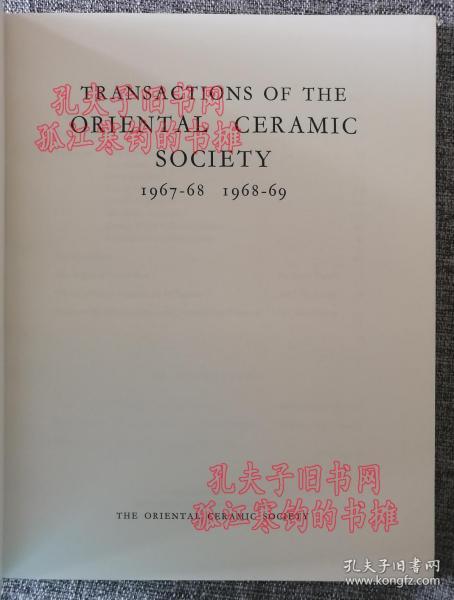 TRANSACTIONS OF THE
孔夫子旧书网
ORIENTAL CERAMIC
孤江寒钓的书摊
SOCIETY
1967-68 1968-69
孔夫子旧书网
孤江寒钓的书摊
THE ORIENTAL CERAMIC SOCIETY
孔夫子旧书网
www.kongfz.com